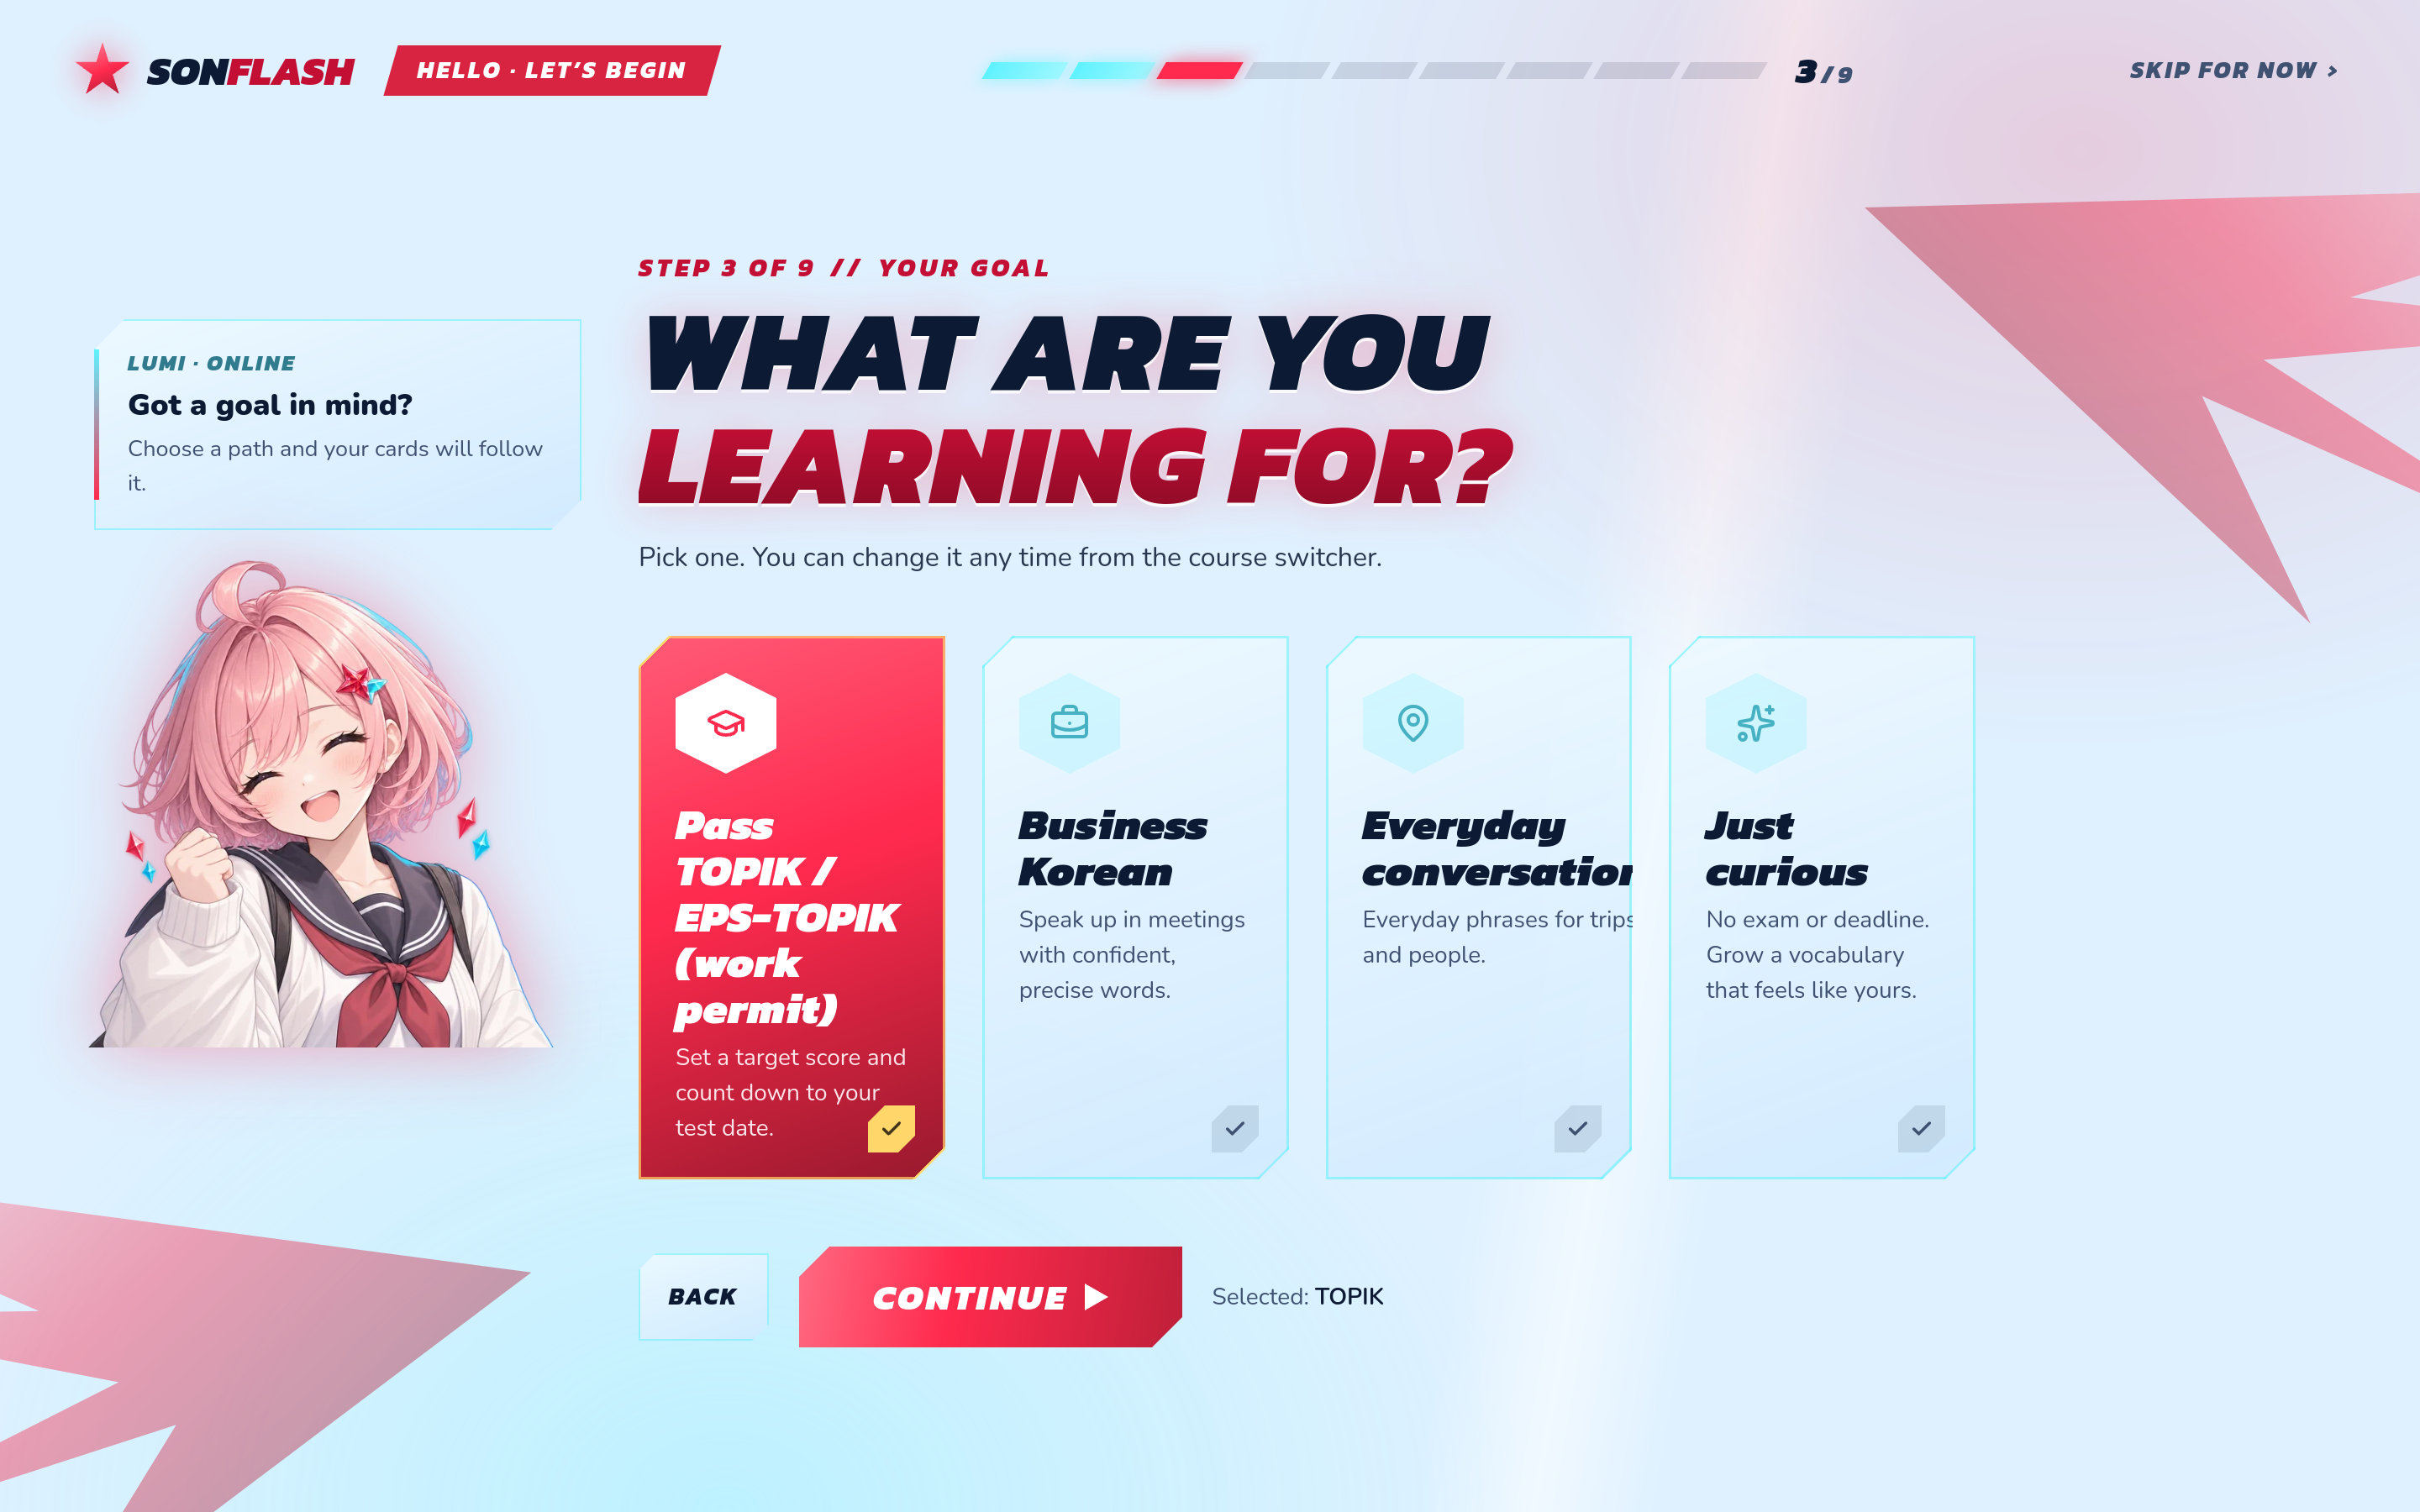 SONFLASH
HELLO · LET'S BEGIN
3 / 9
SKIP FOR NOW ›
STEP 3 OF 9 // YOUR GOAL
WHAT ARE YOU
LEARNING FOR?
Pick one. You can change it any time from the course switcher.
LUMI · ONLINE
Got a goal in mind?
Choose a path and your cards will follow
it.
Pass
TOPIK /
EPS-TOPIK
(work
permit)
Set a target score and
count down to your
test date.
Business
Korean
Speak up in meetings
with confident,
precise words.
Everyday
conversation
Everyday phrases for trips
and people.
Just
curious
No exam or deadline.
Grow a vocabulary
that feels like yours.
BACK
CONTINUE
Selected: TOPIK